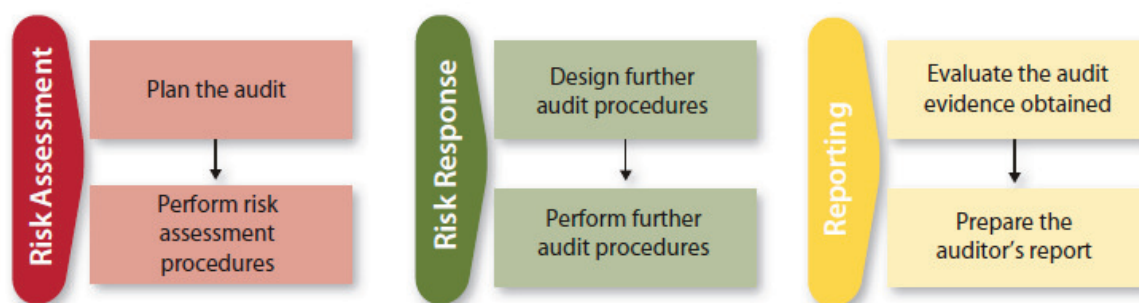 Risk Assessment
Plan the audit
Perform risk
assessment
procedures
Risk Response
Design further
audit procedures
Perform further
audit procedures
Reporting
Evaluate the audit
evidence obtained
Prepare the
auditor's report